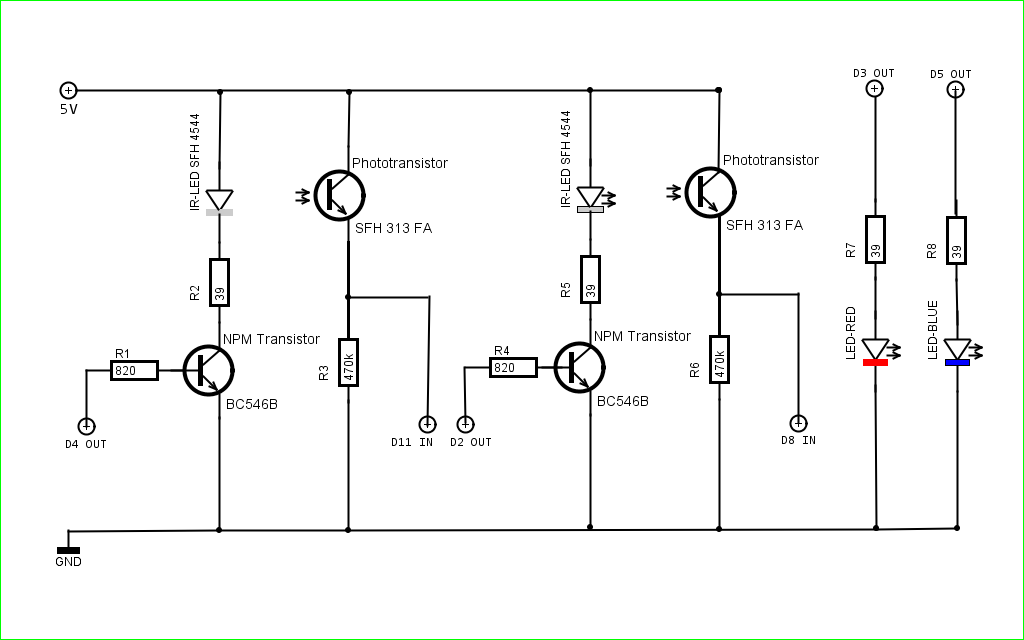 D3 OUT
D5 OUT
5V
IR-LED SFH 4544
Phototransistor
SFH 313 FA
IR-LED SFH 4544
Phototransistor
SFH 313 FA
R2
39
R5
39
R7
39
R8
39
NPM Transistor
BC546B
R1
820
D4 OUT
R3
470k
D11 IN
NPM Transistor
BC546B
R4
820
D2 OUT
R6
470k
D8 IN
LED-RED
LED-BLUE
GND